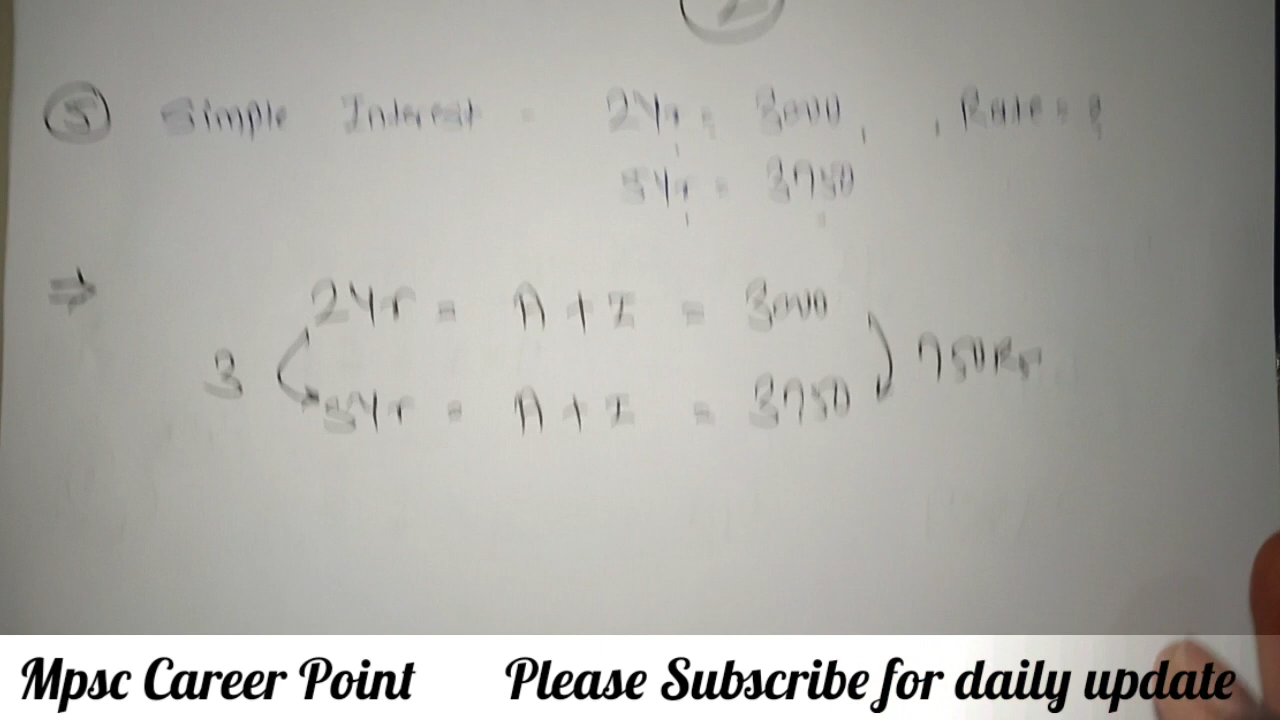 5 Simple Interest = 2Yr = 3000, , Rate = ?
5Yr = 3750
⇒ 2Yr = A + I = 3000
3 750Rs
5Yr = A + I = 3750
Mpsc Career Point Please Subscribe for daily update